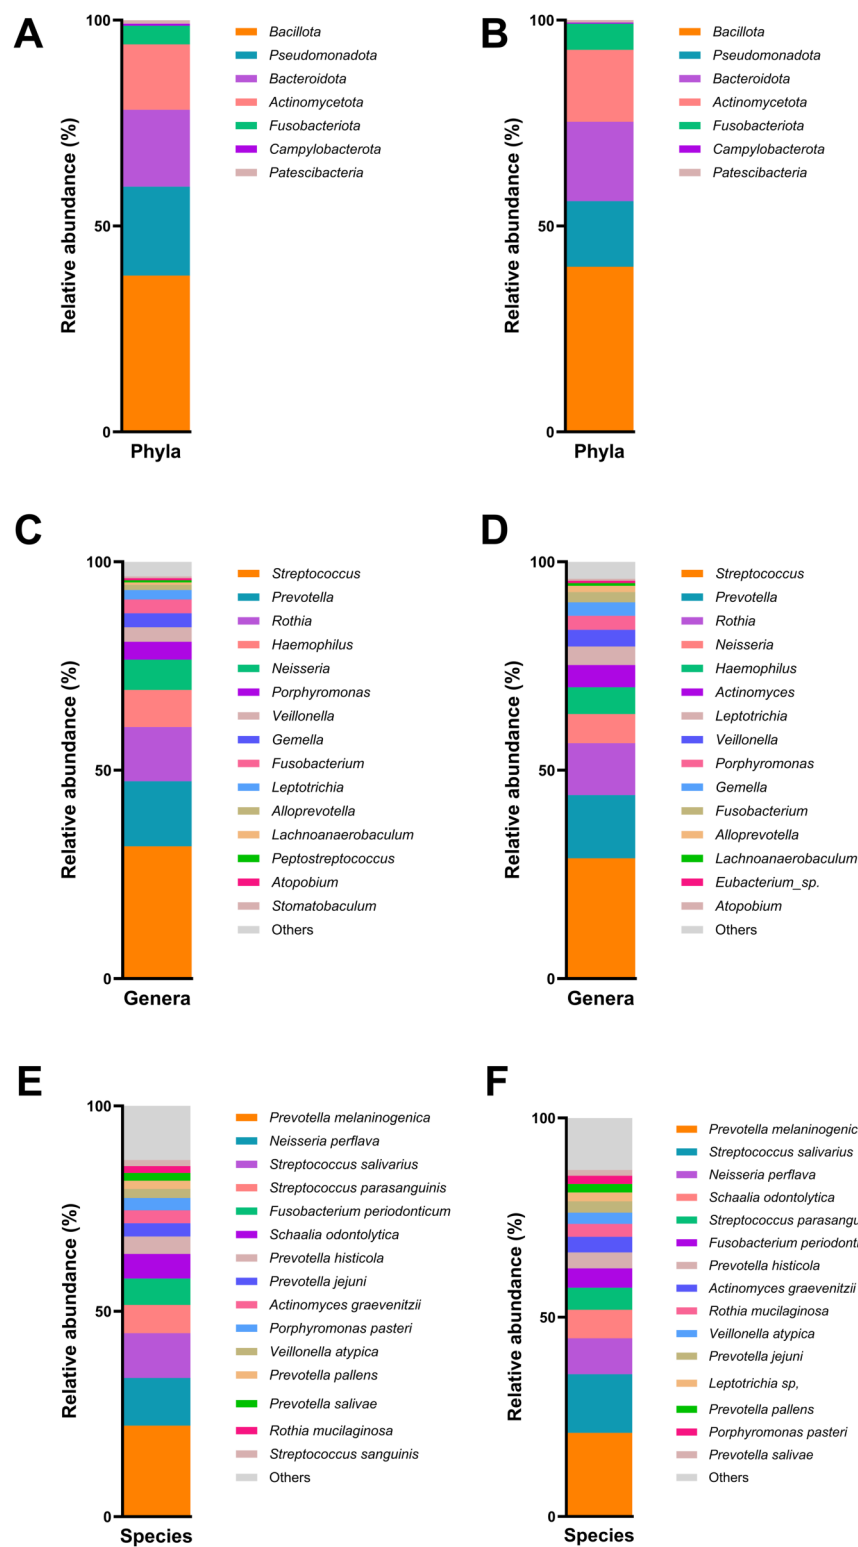 A
Relative abundance (%)
100
50
0
Phyla
Bacillota
Pseudomonadota
Bacteroidota
Actinomycetota
Fusobacteriota
Campylobacterota
Patescibacteria
B
Relative abundance (%)
100
50
0
Phyla
Bacillota
Pseudomonadota
Bacteroidota
Actinomycetota
Fusobacteriota
Campylobacterota
Patescibacteria
C
Relative abundance (%)
100
50
0
Genera
Streptococcus
Prevotella
Rothia
Haemophilus
Neisseria
Porphyromonas
Veillonella
Gemella
Fusobacterium
Leptotrichia
Alloprevotella
Lachnoanaerobaculum
Peptostreptococcus
Atopobium
Stomatobaculum
Others
D
Relative abundance (%)
100
50
0
Genera
Streptococcus
Prevotella
Rothia
Neisseria
Haemophilus
Actinomyces
Leptotrichia
Veillonella
Porphyromonas
Gemella
Fusobacterium
Alloprevotella
Lachnoanaerobaculum
Eubacterium_sp.
Atopobium
Others
E
Relative abundance (%)
100
50
0
Species
Prevotella melaninogenica
Neisseria perflava
Streptococcus salivarius
Streptococcus parasanguinis
Fusobacterium periodonticum
Schaalia odontolytica
Prevotella histicola
Prevotella jejuni
Actinomyces graevenitzii
Porphyromonas pasteri
Veillonella atypica
Prevotella pallens
Prevotella salivae
Rothia mucilaginosa
Streptococcus sanguinis
Others
F
Relative abundance (%)
100
50
0
Species
Prevotella melaninogenic
Streptococcus salivarius
Neisseria perflava
Schaalia odontolytica
Streptococcus parasangu
Fusobacterium periodonti
Prevotella histicola
Actinomyces graevenitzii
Rothia mucilaginosa
Veillonella atypica
Prevotella jejuni
Leptotrichia sp,
Prevotella pallens
Porphyromonas pasteri
Prevotella salivae
Others